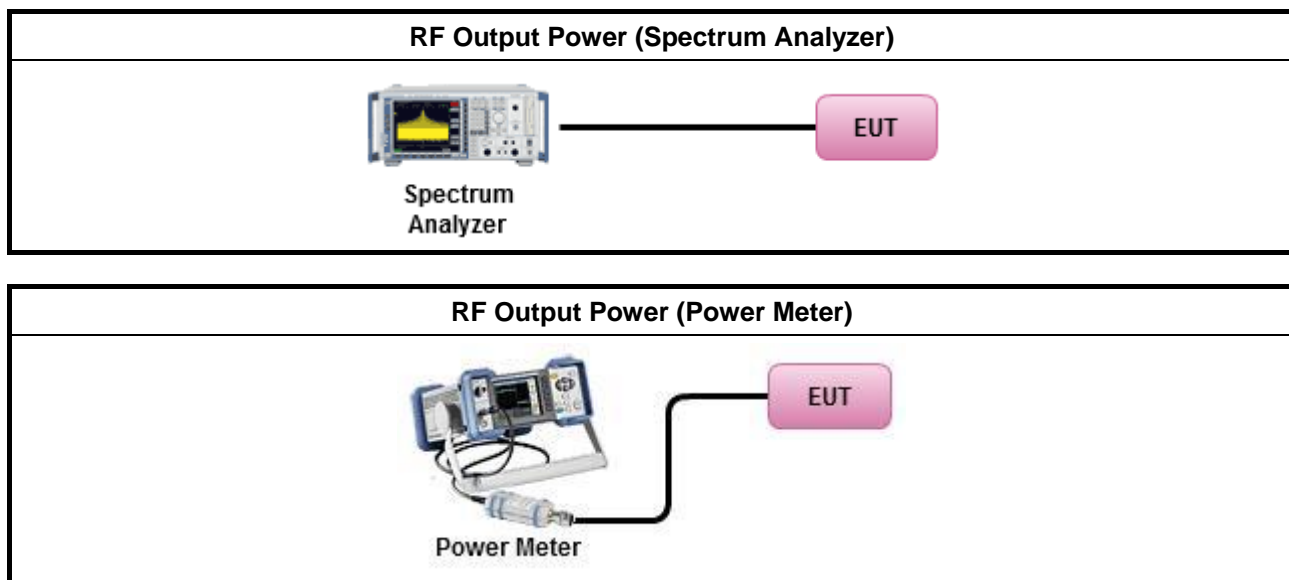 RF Output Power (Spectrum Analyzer)
EUT
Spectrum
Analyzer
RF Output Power (Power Meter)
EUT
Power Meter